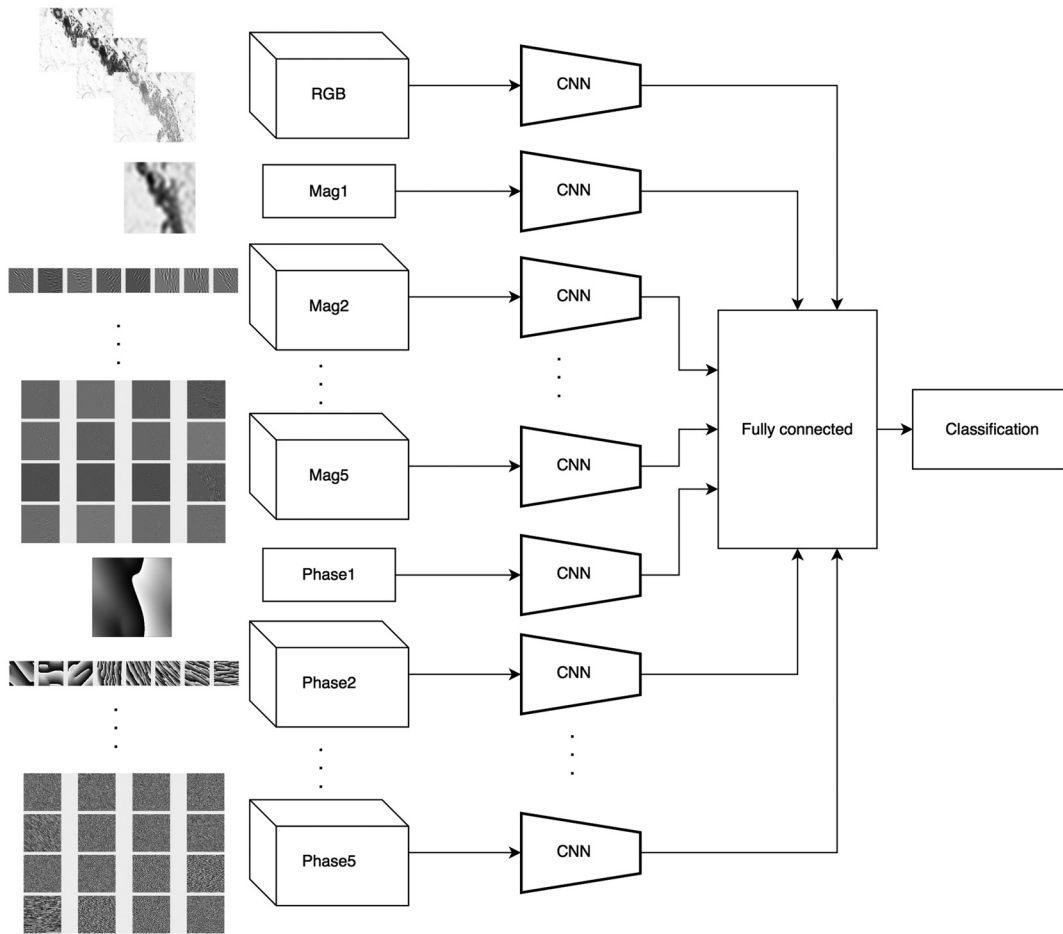 RGB
CNN
Mag1
CNN
Mag2
CNN
Mag5
CNN
Fully connected
Classification
Phase1
CNN
Phase2
CNN
Phase5
CNN